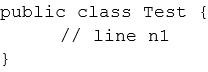 public class Test {
// line n1
}